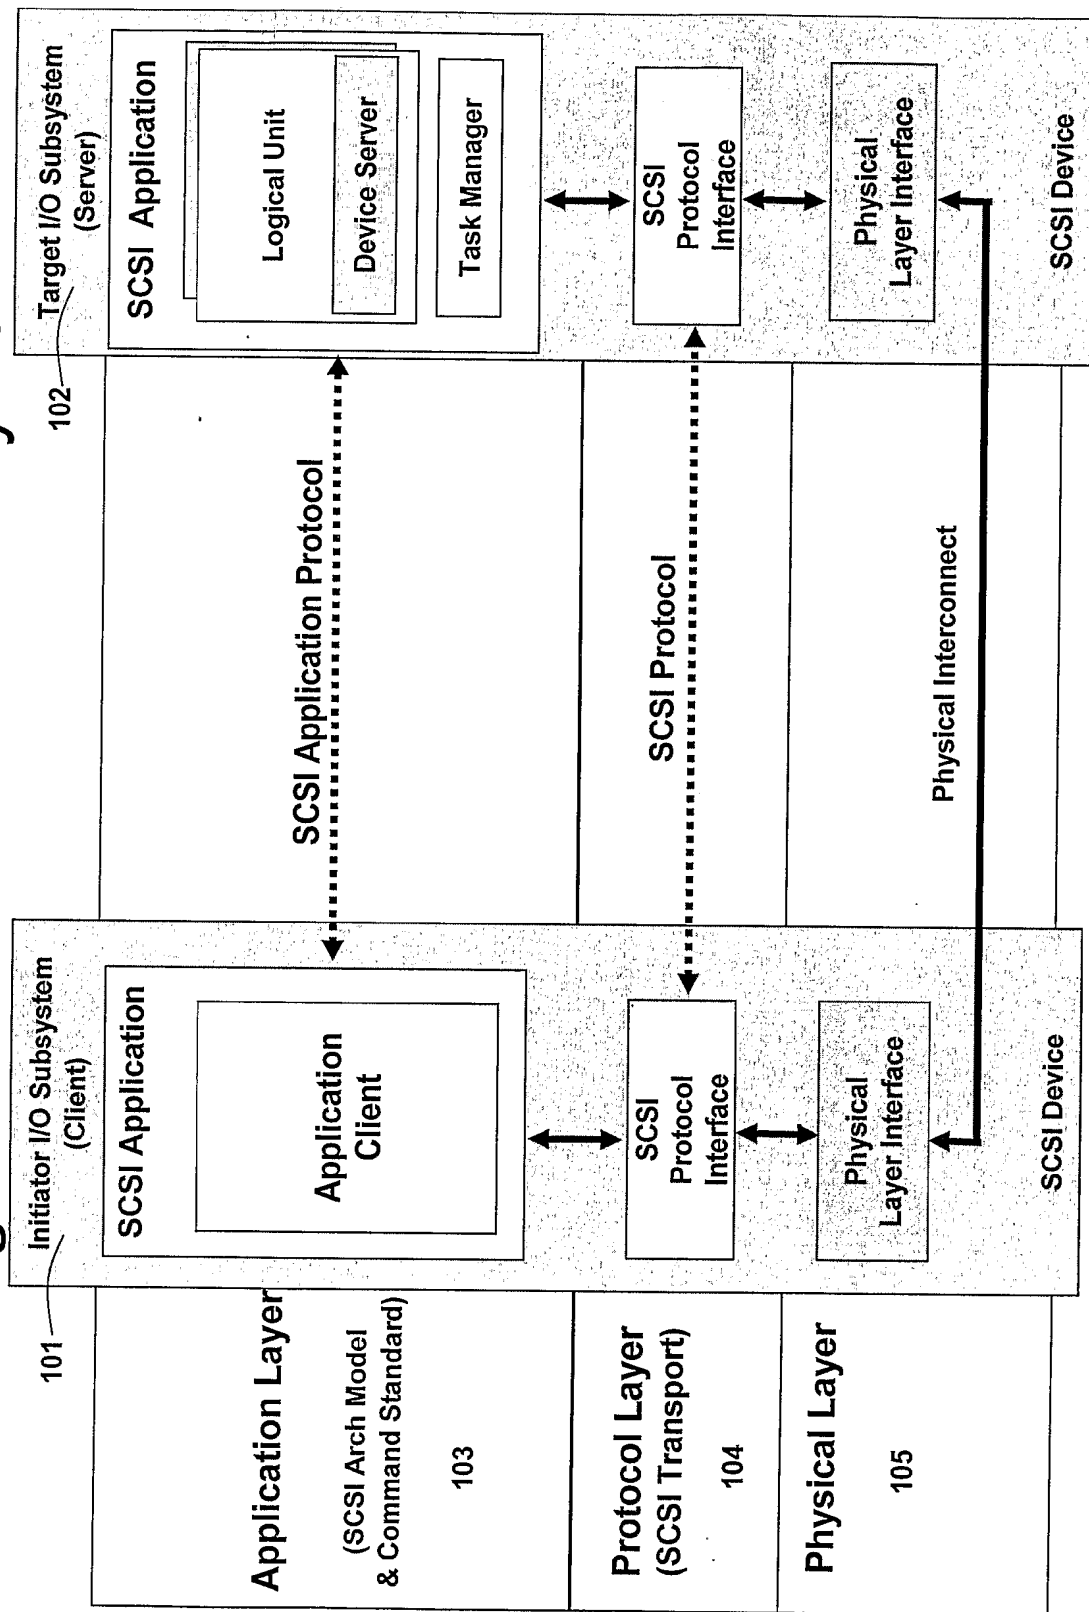 Initiator I/O Subsystem
(Client)
101
Target I/O Subsystem
(Server)
102
SCSI Application
Application
Client
SCSI Application
Logical Unit
Device Server
Task Manager
Application Layer
(SCSI Arch Model
& Command Standard)
103
SCSI Application Protocol
Protocol Layer
(SCSI Transport)
104
SCSI
Protocol
Interface
SCSI Protocol
SCSI
Protocol
Interface
Physical Layer
105
Physical
Layer Interface
Physical Interconnect
Physical
Layer Interface
SCSI Device
SCSI Device